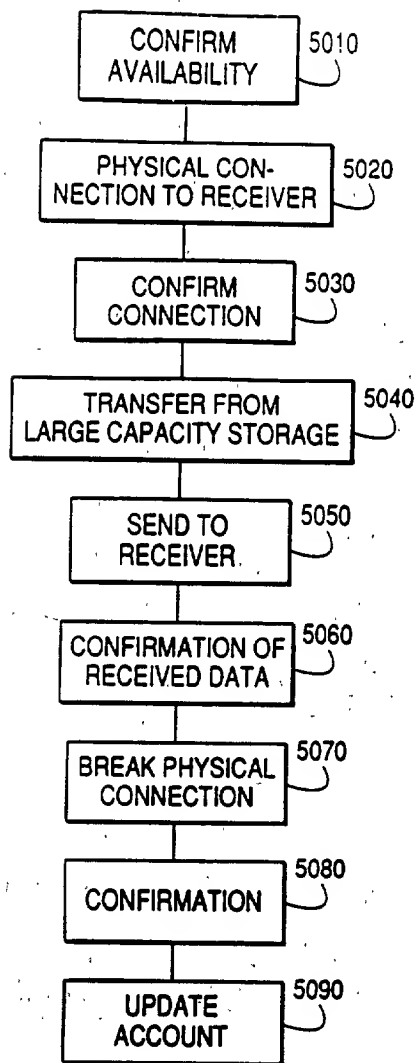 CONFIRM
AVAILABILITY
5010
PHYSICAL CON-
NECTION TO RECEIVER
5020
CONFIRM
CONNECTION
5030
TRANSFER FROM
LARGE CAPACITY STORAGE
5040
SEND TO
RECEIVER
5050
CONFIRMATION OF
RECEIVED DATA
5060
BREAK PHYSICAL
CONNECTION
5070
CONFIRMATION
5080
UPDATE
ACCOUNT
5090